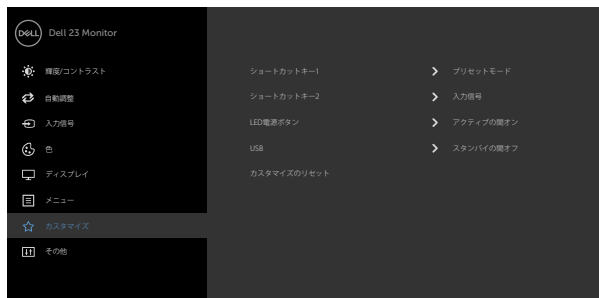 DELL Dell 23 Monitor
輝度/コントラスト
自動調整
入力信号
色
ディスプレイ
メニュー
カスタマイズ
その他
ショートカットキー1 プリセットモード
ショートカットキー2 入力信号
LED電源ボタン アクティブの間オン
USB スタンバイの間オフ
カスタマイズのリセット